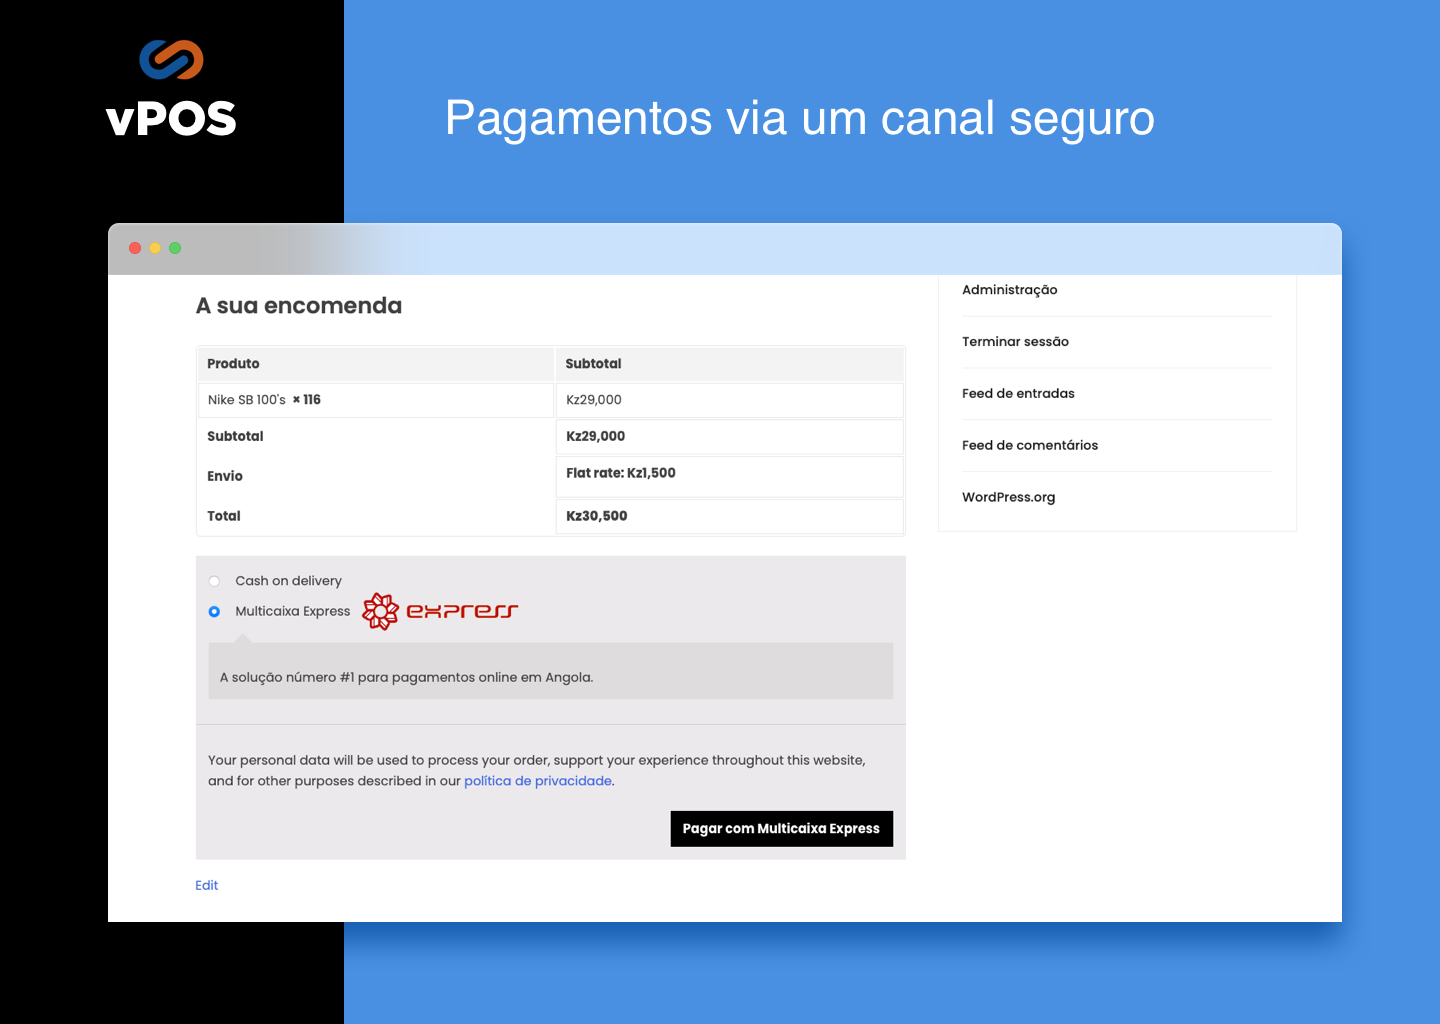 vPOS
Pagamentos via um canal seguro
A sua encomenda
Produto Subtotal
Nike SB 100's × 116 Kz29,000
Subtotal Kz29,000
Envio Flat rate: Kz1,500
Total Kz30,500
Cash on delivery
Multicaixa Express express
A solução número #1 para pagamentos online em Angola.
Your personal data will be used to process your order, support your experience throughout this website,
and for other purposes described in our política de privacidade.
Pagar com Multicaixa Express
Edit
Administração
Terminar sessão
Feed de entradas
Feed de comentários
WordPress.org